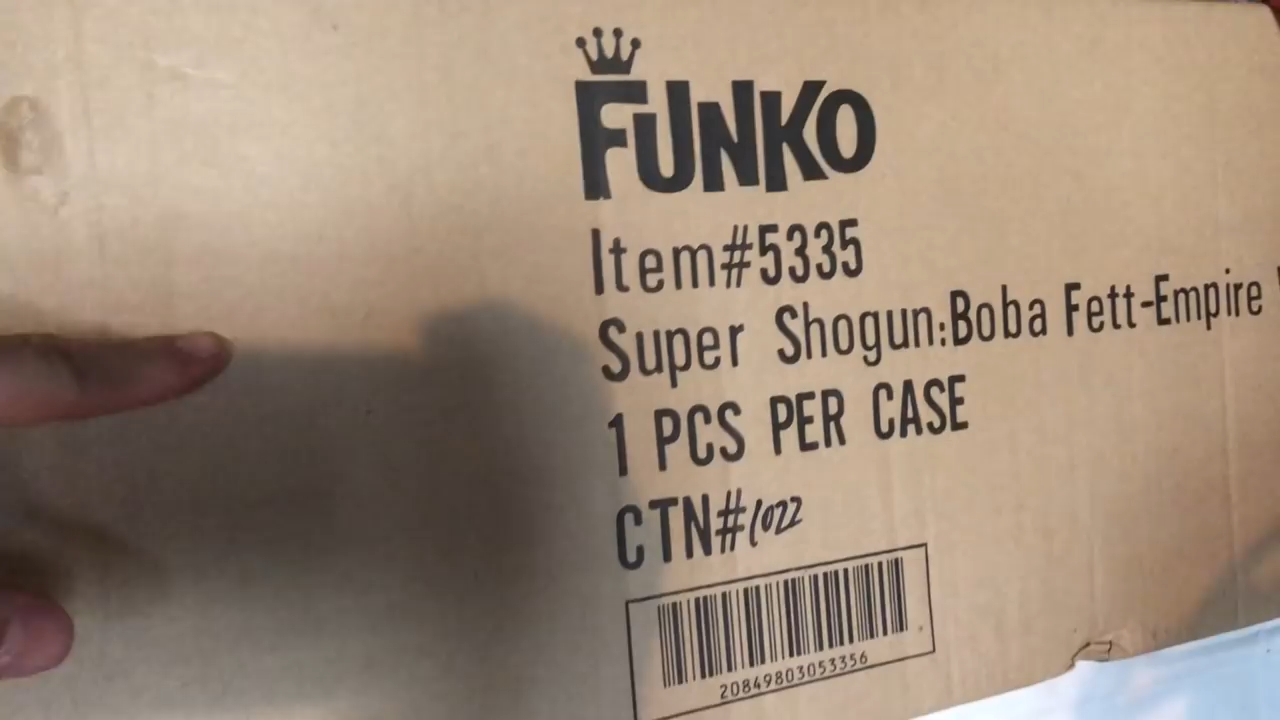 FUNKO
Item#5335
Super Shogun:Boba Fett-Empire
1 PCS PER CASE
CTN#1022
20849803053356